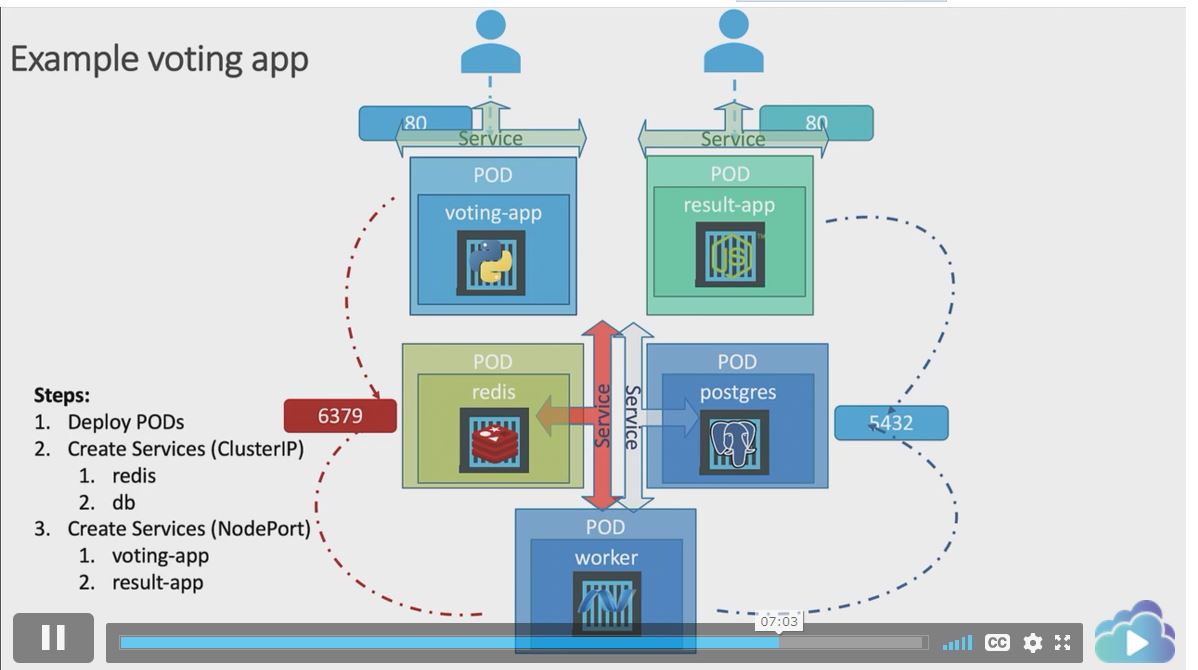 Example voting app
80
80
Service
Service
POD
POD
voting-app
result-app
JS
TM
POD
POD
redis
postgres
Service
Service
6379
5432
Steps:
1. Deploy PODs
2. Create Services (ClusterIP)
1. redis
2. db
3. Create Services (NodePort)
1. voting-app
2. result-app
POD
worker
07:03
CC